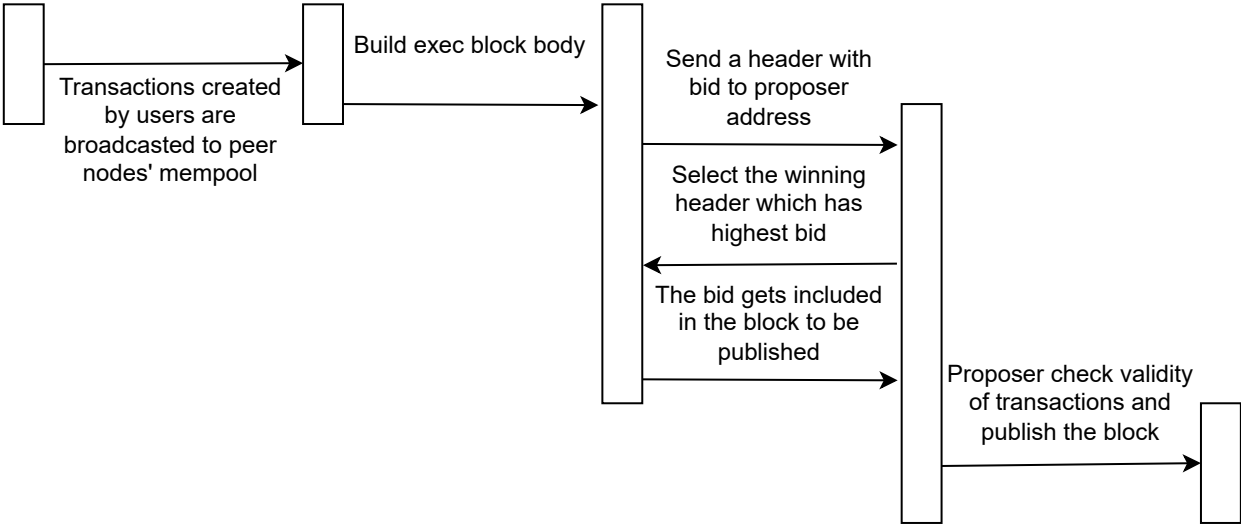 Transactions created
by users are
broadcasted to peer
nodes' mempool
Build exec block body
Send a header with
bid to proposer
address
Select the winning
header which has
highest bid
The bid gets included
in the block to be
published
Proposer check validity
of transactions and
publish the block